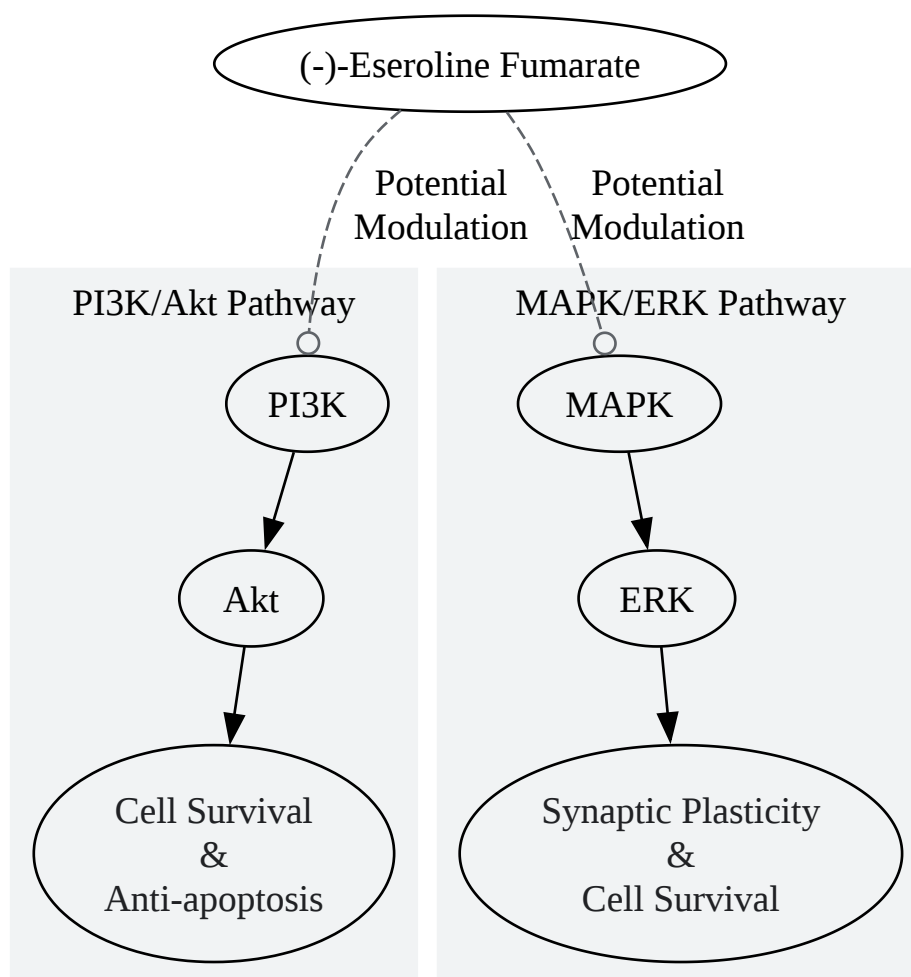 (-)-Eseroline Fumarate
Potential
Modulation
Potential
Modulation
PI3K/Akt Pathway
MAPK/ERK Pathway
PI3K
MAPK
Akt
ERK
Cell Survival
&
Anti-apoptosis
Synaptic Plasticity
&
Cell Survival